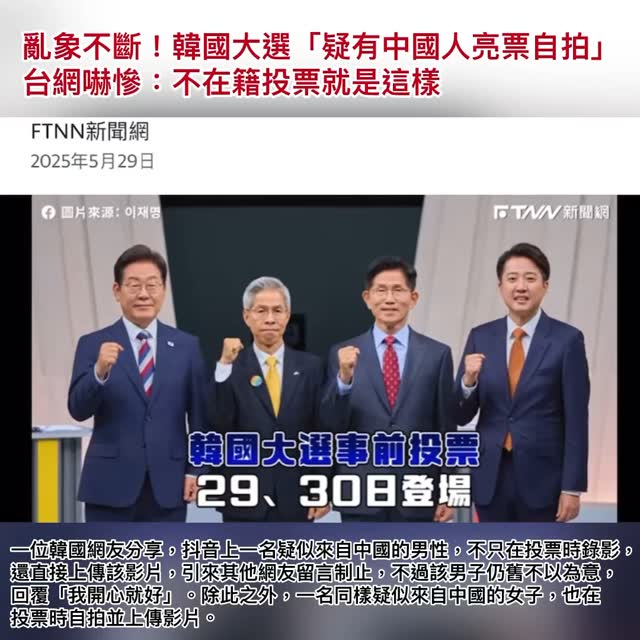 亂象不斷！韓國大選「疑有中國人亮票自拍」
台網嚇慘：不在籍投票就是這樣
FTNN新聞網
2025年5月29日
圖片來源：이재명
FTNN新聞網
韓國大選事前投票
29、30日登場
一位韓國網友分享，抖音上一名疑似來自中國的男性，不只在投票時錄影，
還直接上傳該影片，引來其他網友留言制止，不過該男子仍舊不以為意，
回覆「我開心就好」。除此之外，一名同樣疑似來自中國的女子，也在
投票時自拍並上傳影片。